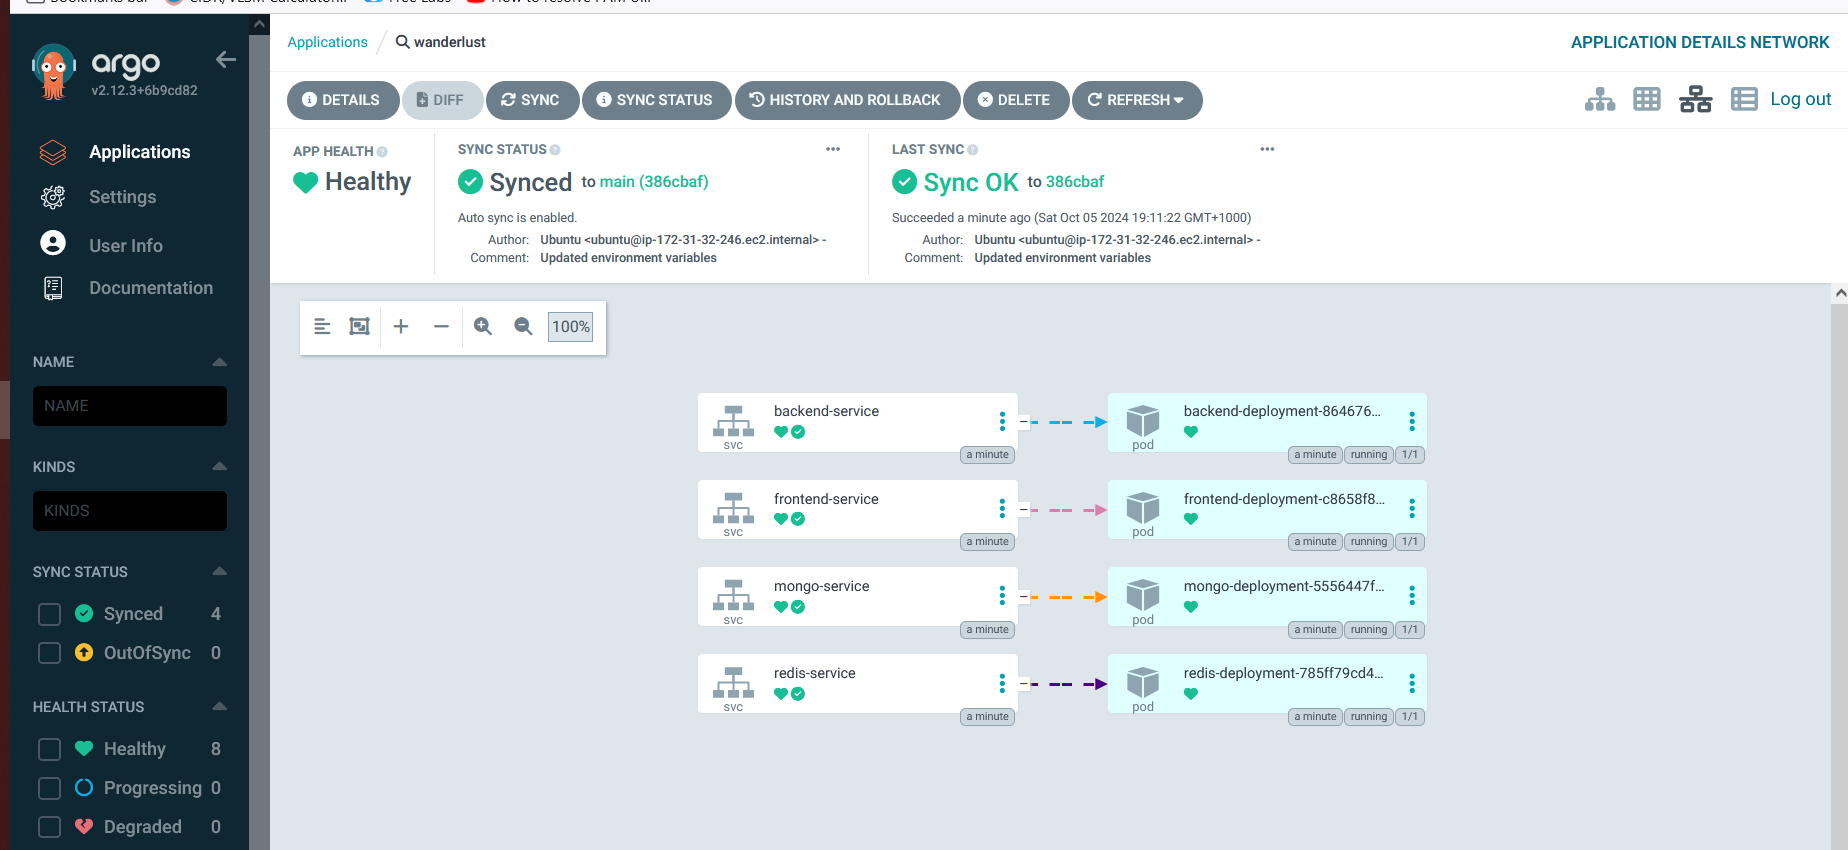 argo
v2.12.3+6b9cd82
Applications
Settings
User Info
Documentation
NAME
NAME
KINDS
KINDS
SYNC STATUS
Synced 4
OutOfSync 0
HEALTH STATUS
Healthy 8
Progressing 0
Degraded 0
Applications / wanderlust
APPLICATION DETAILS NETWORK
DETAILS DIFF SYNC SYNC STATUS HISTORY AND ROLLBACK DELETE REFRESH
Log out
APP HEALTH
Healthy
SYNC STATUS
Synced to main (386cbaf)
Auto sync is enabled.
Author: Ubuntu <ubuntu@ip-172-31-32-246.ec2.internal> -
Comment: Updated environment variables
LAST SYNC
Sync OK to 386cbaf
Succeeded a minute ago (Sat Oct 05 2024 19:11:22 GMT+1000)
Author: Ubuntu <ubuntu@ip-172-31-32-246.ec2.internal> -
Comment: Updated environment variables
100%
backend-service
svc
a minute
backend-deployment-864676...
pod
a minute running 1/1
frontend-service
svc
a minute
frontend-deployment-c8658f8...
pod
a minute running 1/1
mongo-service
svc
a minute
mongo-deployment-5556447f...
pod
a minute running 1/1
redis-service
svc
a minute
redis-deployment-785ff79cd4...
pod
a minute running 1/1